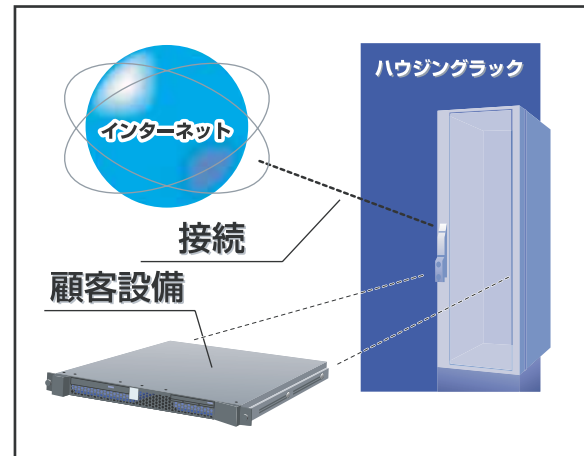 ハウジングラック
インターネット
接続
顧客設備